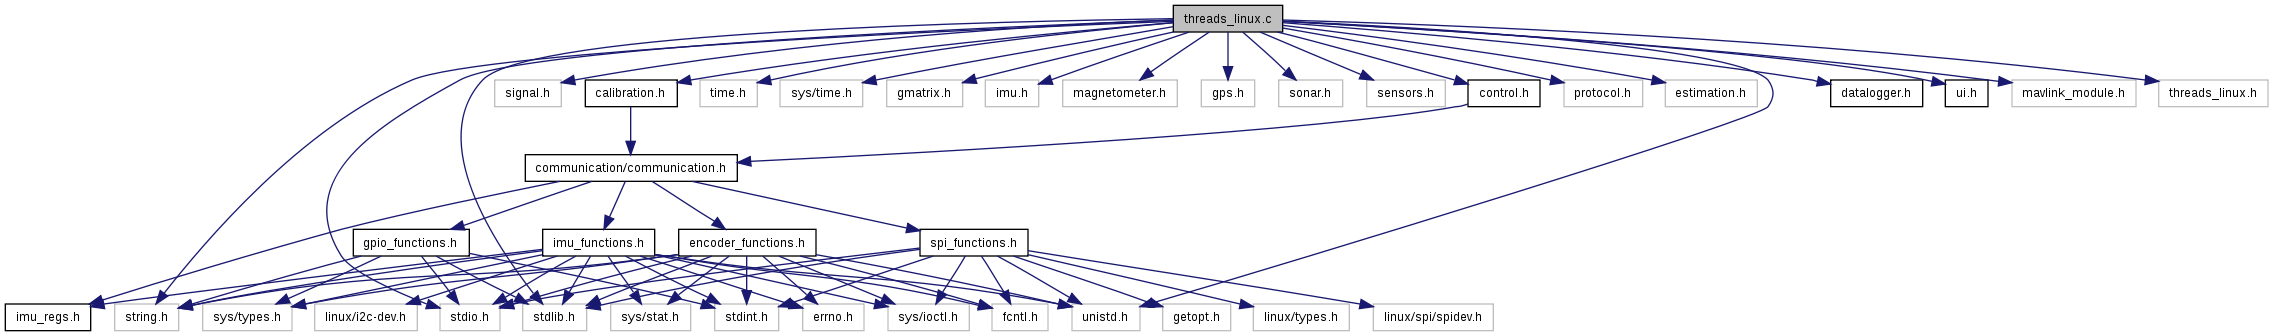 threads_linux.c
signal.h
calibration.h
time.h
sys/time.h
gmatrix.h
imu.h
magnetometer.h
gps.h
sonar.h
sensors.h
control.h
protocol.h
estimation.h
datalogger.h
ui.h
mavlink_module.h
threads_linux.h
communication/communication.h
gpio_functions.h
imu_functions.h
encoder_functions.h
spi_functions.h
imu_regs.h
string.h
sys/types.h
linux/i2c-dev.h
stdio.h
stdlib.h
sys/stat.h
stdint.h
errno.h
sys/ioctl.h
fcntl.h
unistd.h
getopt.h
linux/types.h
linux/spi/spidev.h